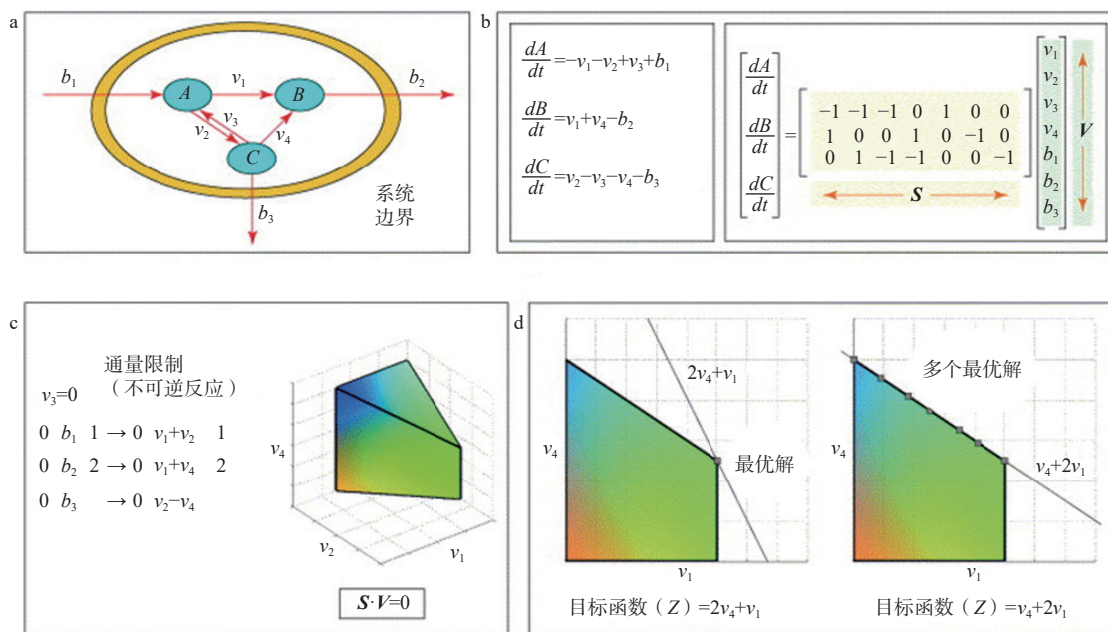 a
b₁
v₁
b₂
A
B
v₃
v₂
v₄
C
b₃
系统
边界
b
dA/dt=-v₁-v₂+v₃+b₁
dB/dt=v₁+v₄-b₂
dC/dt=v₂-v₃-v₄-b₃
dA/dt
dB/dt
dC/dt
=
-1 -1 -1 0 1 0 0
1 0 0 1 0 -1 0
0 1 -1 -1 0 0 -1
S
v₁
v₂
v₃
v₄
b₁
b₂
b₃
V
c
通量限制
(不可逆反应)
v₃=0
0 b₁ 1 → 0 v₁+v₂ 1
0 b₂ 2 → 0 v₁+v₄ 2
0 b₃ → 0 v₂-v₄
v₄
v₂
v₁
S·V=0
d
2v₄+v₁
v₄
最优解
v₁
目标函数(Z)=2v₄+v₁
多个最优解
v₄
v₄+2v₁
v₁
目标函数(Z)=v₄+2v₁